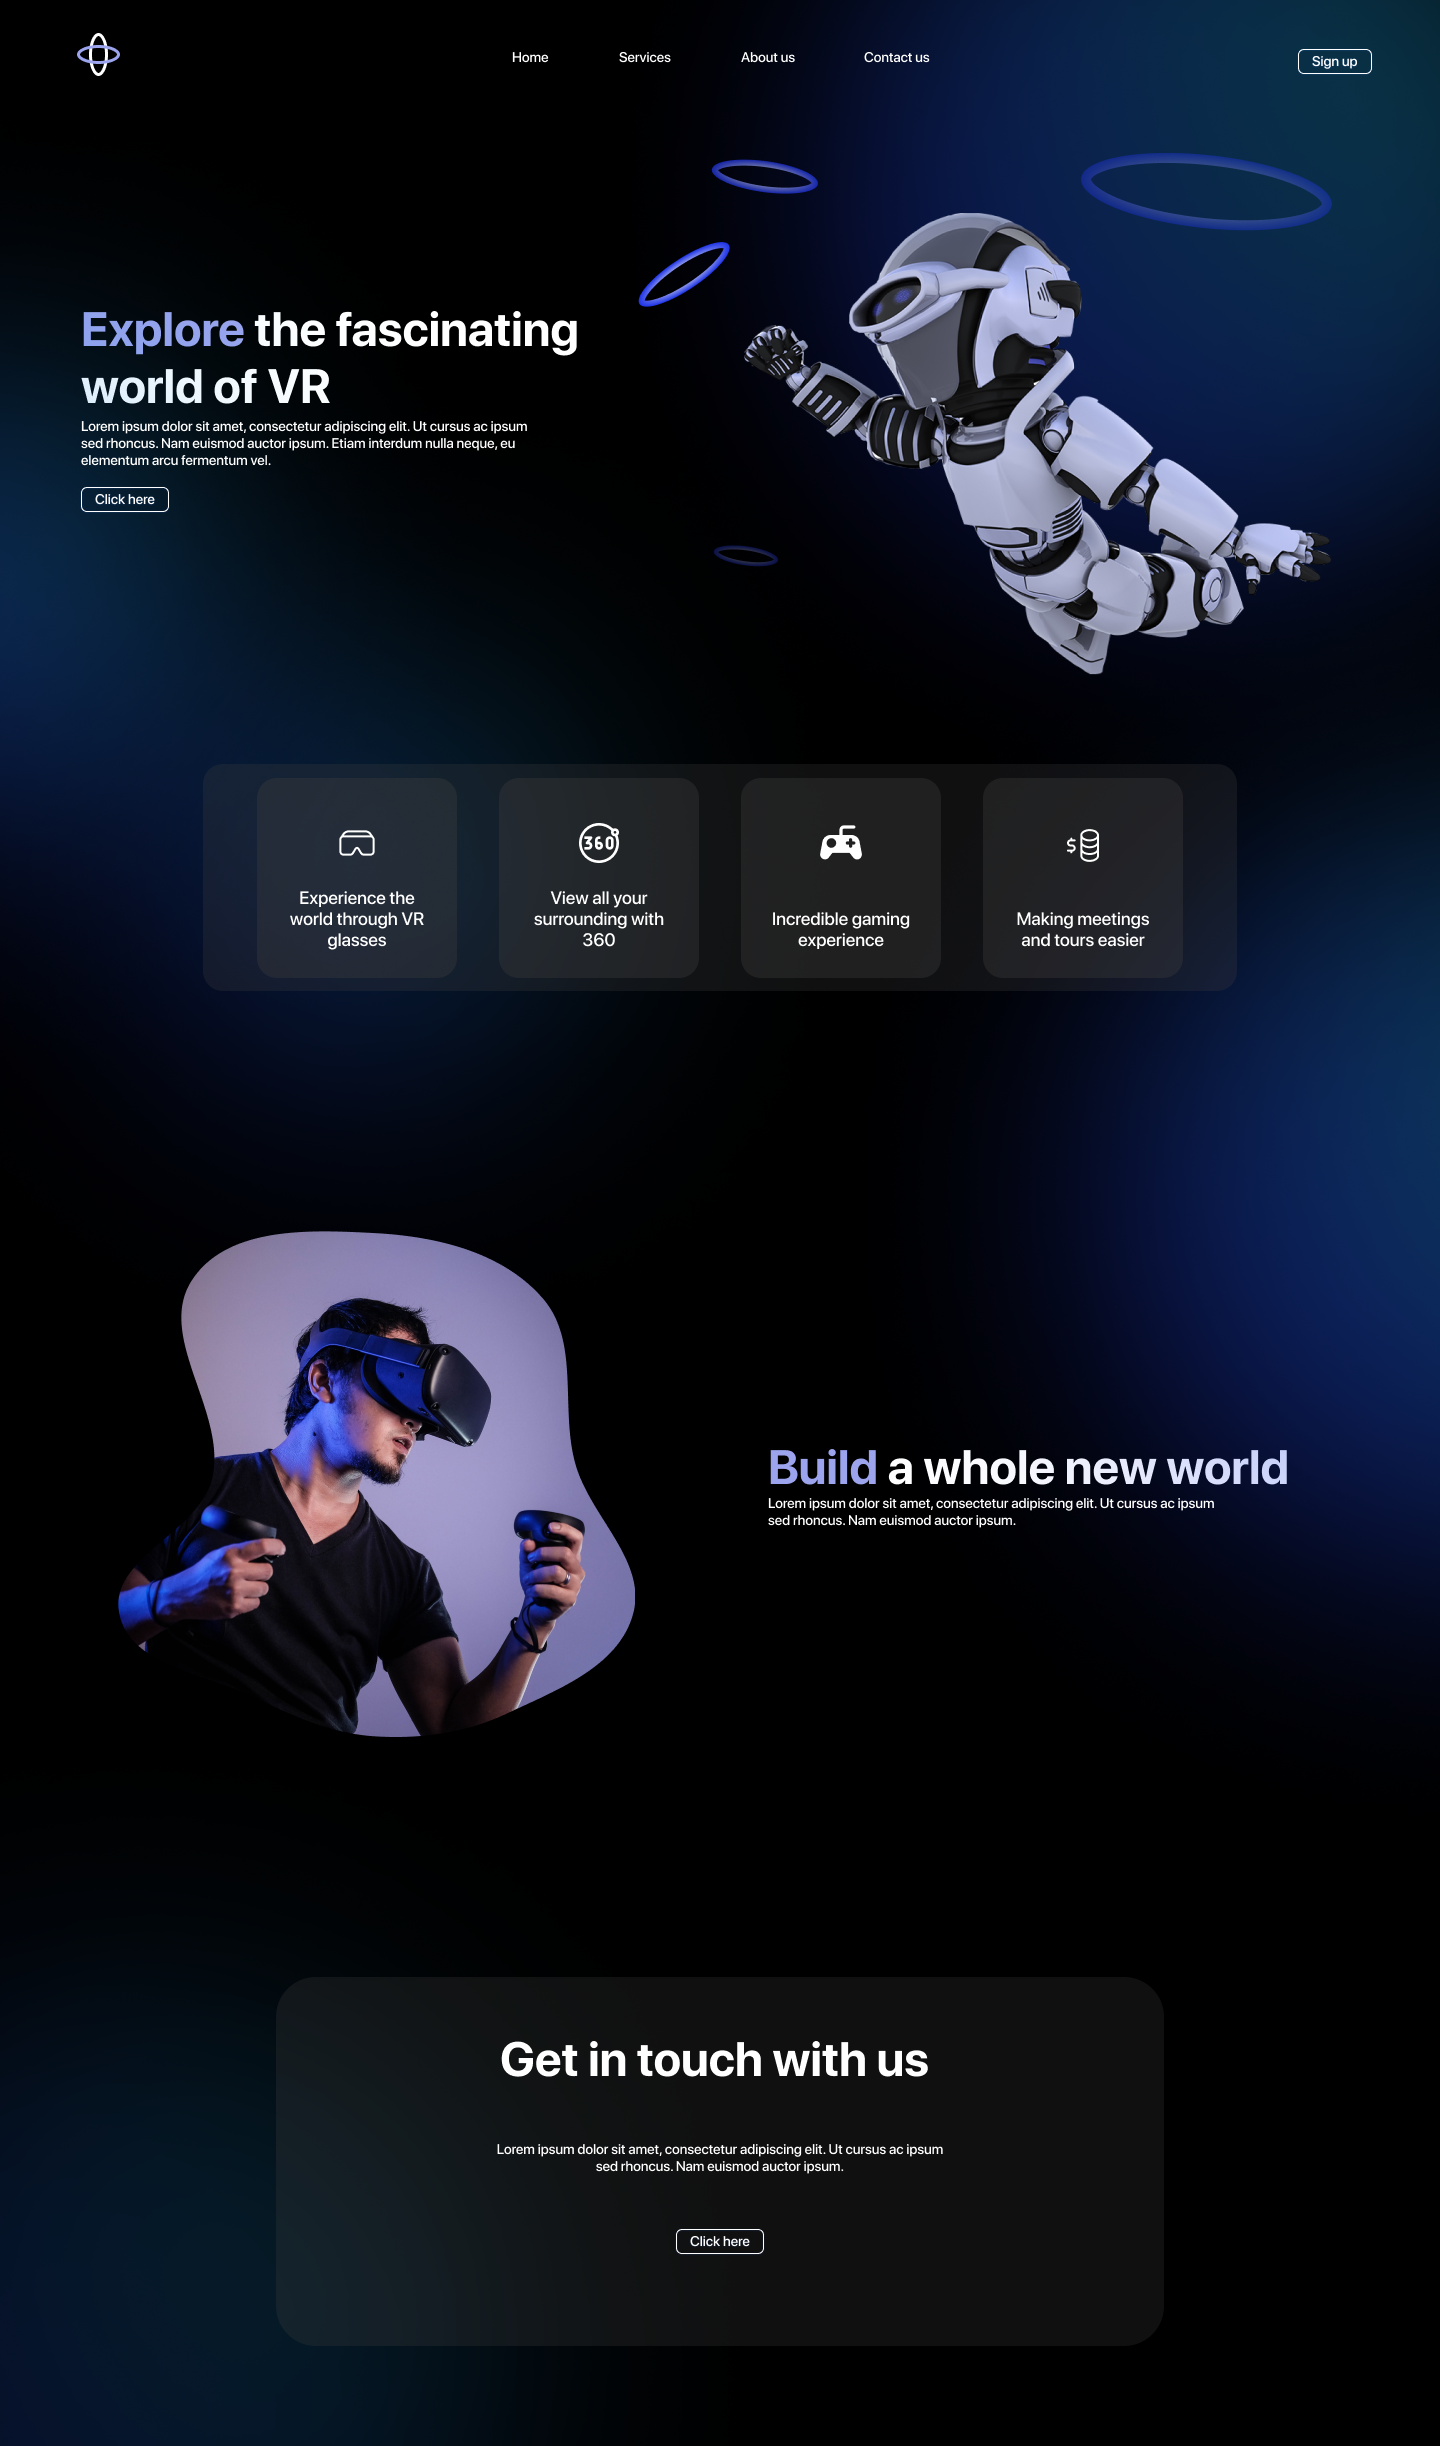 Home
Services
About us
Contact us
Sign up
Explore the fascinating
world of VR
Lorem ipsum dolor sit amet, consectetur adipiscing elit. Ut cursus ac ipsum
sed rhoncus. Nam euismod auctor ipsum. Etiam interdum nulla neque, eu
elementum arcu fermentum vel.
Click here
Experience the
world through VR
glasses
360
View all your
surrounding with
360
Incredible gaming
experience
$
Making meetings
and tours easier
Build a whole new world
Lorem ipsum dolor sit amet, consectetur adipiscing elit. Ut cursus ac ipsum
sed rhoncus. Nam euismod auctor ipsum.
Get in touch with us
Lorem ipsum dolor sit amet, consectetur adipiscing elit. Ut cursus ac ipsum
sed rhoncus. Nam euismod auctor ipsum.
Click here